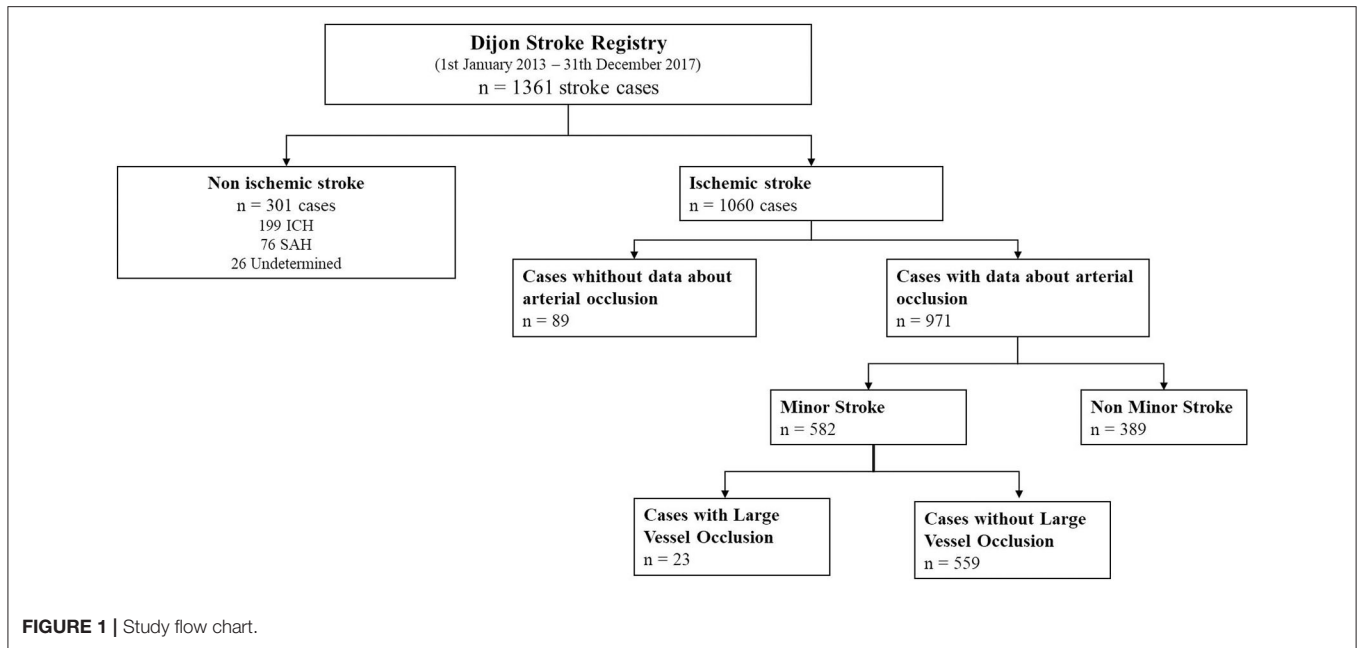 Dijon Stroke Registry
(1st January 2013 – 31th December 2017)
n = 1361 stroke cases
Non ischemic stroke
n = 301 cases
199 ICH
76 SAH
26 Undetermined
Ischemic stroke
n = 1060 cases
Cases whithout data about
arterial occlusion
n = 89
Cases with data about arterial
occlusion
n = 971
Minor Stroke
n = 582
Non Minor Stroke
n = 389
Cases with Large
Vessel Occlusion
n = 23
Cases without Large
Vessel Occlusion
n = 559
FIGURE 1 | Study flow chart.